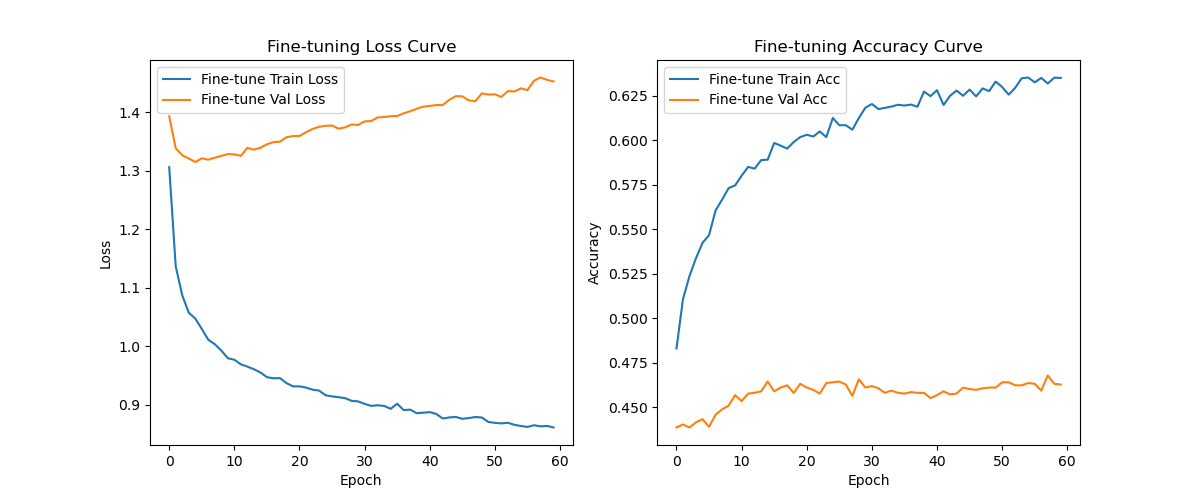 Fine-tuning Loss Curve
Fine-tune Train Loss
Fine-tune Val Loss
1.4
1.3
1.2
1.1
1.0
0.9
Loss
0 10 20 30 40 50 60
Epoch
Fine-tuning Accuracy Curve
Fine-tune Train Acc
Fine-tune Val Acc
0.625
0.600
0.575
0.550
0.525
0.500
0.475
0.450
Accuracy
0 10 20 30 40 50 60
Epoch